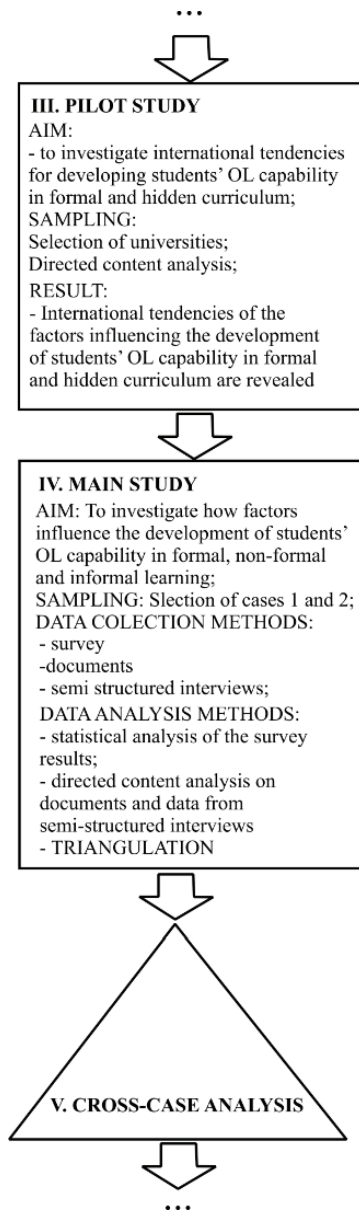 ...
III. PILOT STUDY
AIM:
- to investigate international tendencies
for developing students' OL capability
in formal and hidden curriculum;
SAMPLING:
Selection of universities;
Directed content analysis;
RESULT:
- International tendencies of the
factors influencing the development
of students' OL capability in formal
and hidden curriculum are revealed
IV. MAIN STUDY
AIM: To investigate how factors
influence the development of students'
OL capability in formal, non-formal
and informal learning;
SAMPLING: Slection of cases 1 and 2;
DATA COLECTION METHODS:
- survey
-documents
- semi structured interviews;
DATA ANALYSIS METHODS:
- statistical analysis of the survey
results;
- directed content analysis on
documents and data from
semi-structured interviews
- TRIANGULATION
V. CROSS-CASE ANALYSIS
...